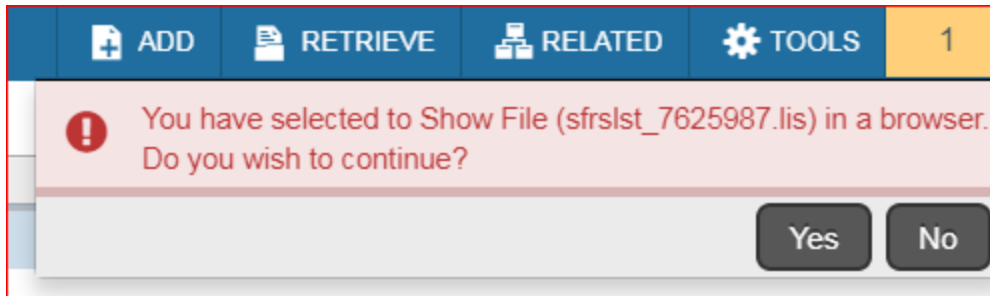 ADD RETRIEVE RELATED TOOLS 1
You have selected to Show File (sfrslst_7625987.lis) in a browser.
Do you wish to continue?
Yes No